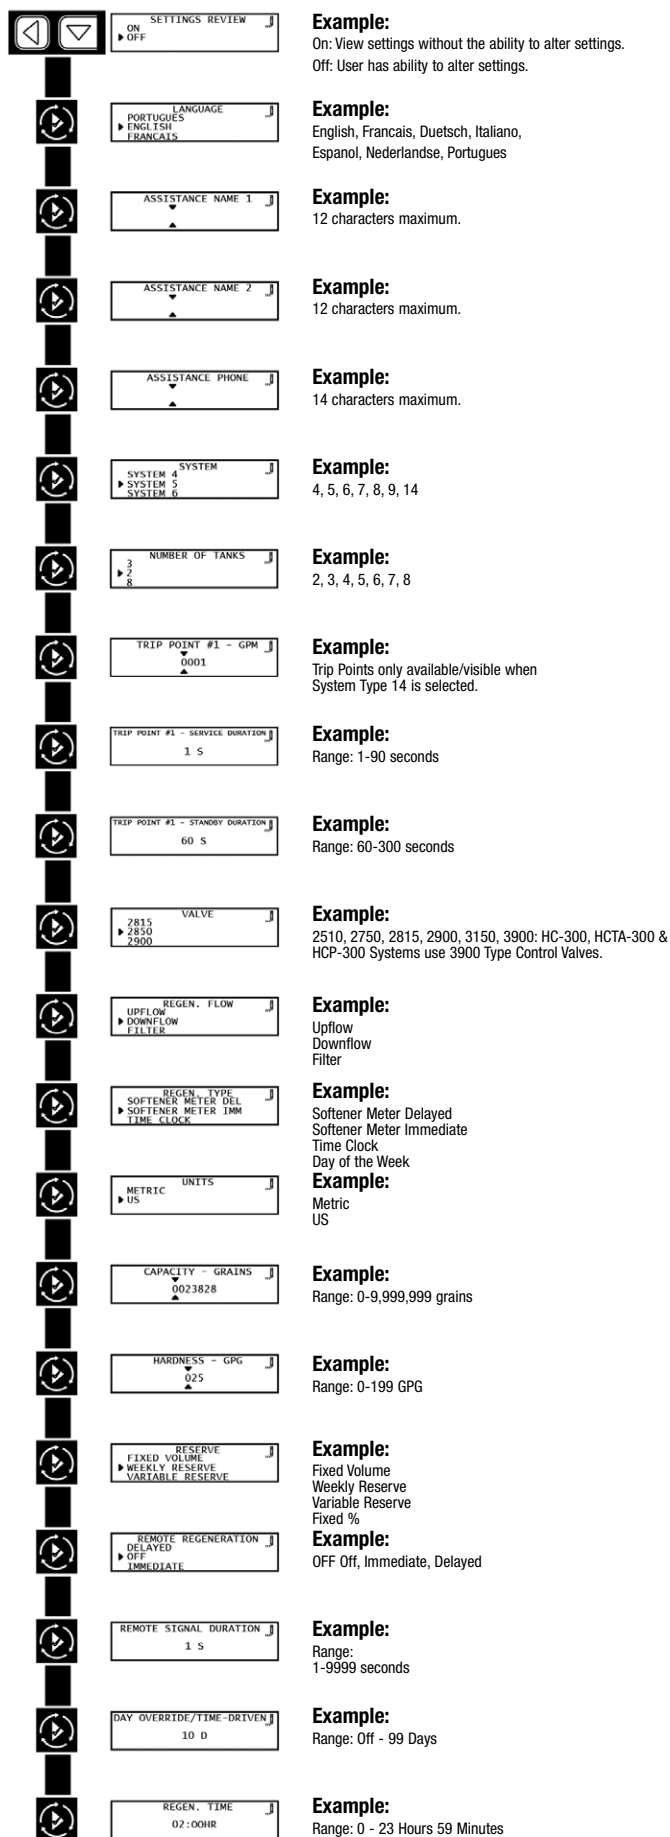 SETTINGS REVIEW
ON
OFF
Example:
On: View settings without the ability to alter settings.
Off: User has ability to alter settings.
LANGUAGE
PORTUGUES
ENGLISH
FRANCAIS
Example:
English, Francais, Duetsch, Italiano,
Espanol, Nederlandse, Portugues
ASSISTANCE NAME 1
Example:
12 characters maximum.
ASSISTANCE NAME 2
Example:
12 characters maximum.
ASSISTANCE PHONE
Example:
14 characters maximum.
SYSTEM
SYSTEM 4
SYSTEM 5
SYSTEM 6
Example:
4, 5, 6, 7, 8, 9, 14
NUMBER OF TANKS
3
2
8
Example:
2, 3, 4, 5, 6, 7, 8
TRIP POINT #1 - GPM
0001
Example:
Trip Points only available/visible when
System Type 14 is selected.
TRIP POINT #1 - SERVICE DURATION
1 S
Example:
Range: 1-90 seconds
TRIP POINT #1 - STANDBY DURATION
60 S
Example:
Range: 60-300 seconds
VALVE
2815
2850
2900
Example:
2510, 2750, 2815, 2900, 3150, 3900: HC-300, HCTA-300 &
HCP-300 Systems use 3900 Type Control Valves.
REGEN. FLOW
UPFLOW
DOWNFLOW
FILTER
Example:
Upflow
Downflow
Filter
REGEN. TYPE
SOFTENER METER DEL
SOFTENER METER IMM
TIME CLOCK
Example:
Softener Meter Delayed
Softener Meter Immediate
Time Clock
Day of the Week
UNITS
METRIC
US
Example:
Metric
US
CAPACITY - GRAINS
0023828
Example:
Range: 0-9,999,999 grains
HARDNESS - GPG
025
Example:
Range: 0-199 GPG
RESERVE
FIXED VOLUME
WEEKLY RESERVE
VARIABLE RESERVE
Example:
Fixed Volume
Weekly Reserve
Variable Reserve
Fixed %
REMOTE REGENERATION
DELAYED
OFF
IMMEDIATE
Example:
OFF Off, Immediate, Delayed
REMOTE SIGNAL DURATION
1 S
Example:
Range:
1-9999 seconds
DAY OVERRIDE/TIME-DRIVEN
10 D
Example:
Range: Off - 99 Days
REGEN. TIME
02:00HR
Example:
Range: 0 - 23 Hours 59 Minutes